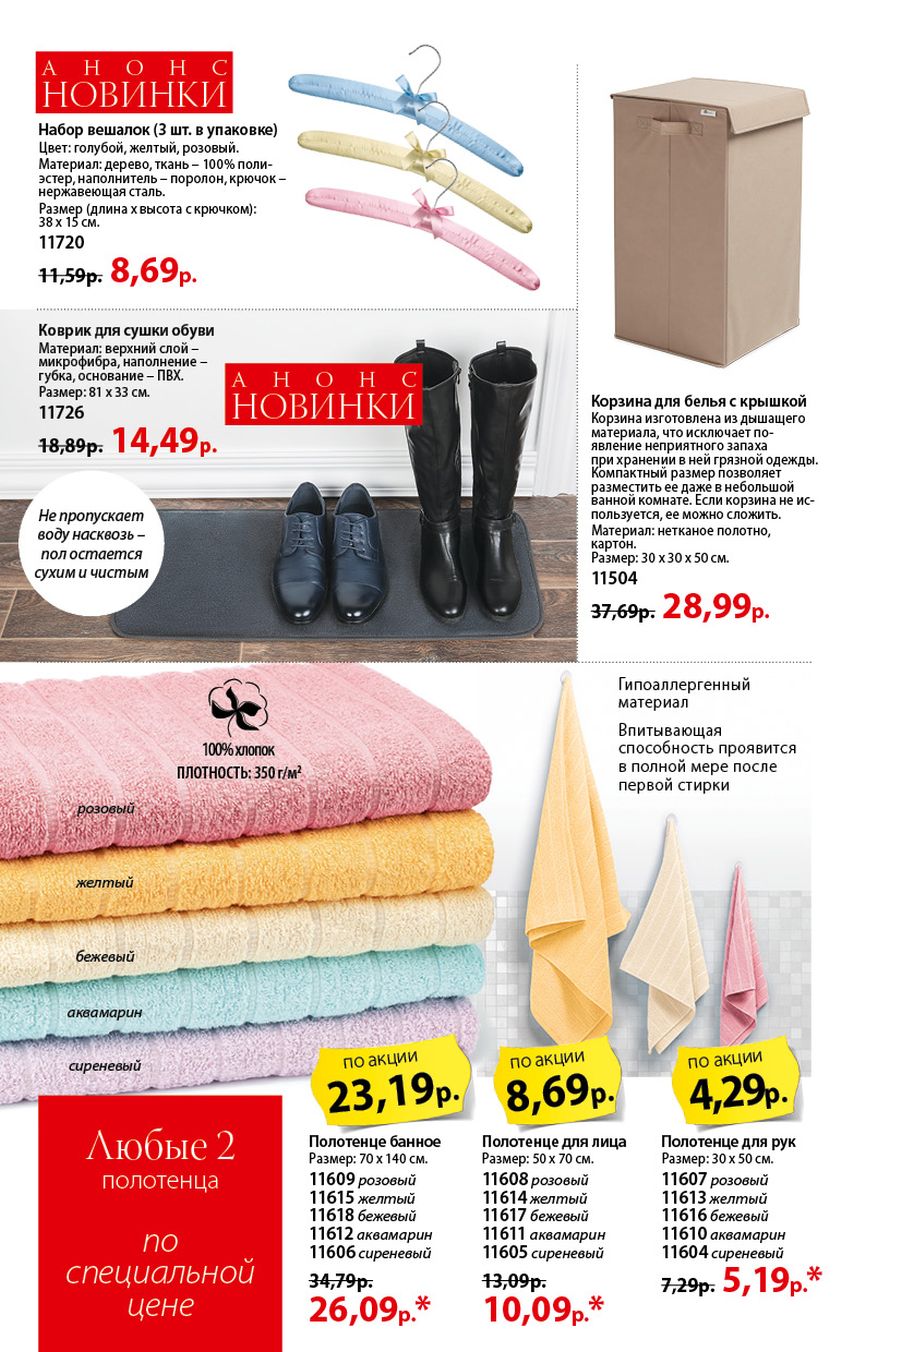 АНОНС
НОВИНКИ
Набор вешалок (3 шт. в упаковке)
Цвет: голубой, желтый, розовый.
Материал: дерево, ткань – 100% поли-
эстер, наполнитель – поролон, крючок –
нержавеющая сталь.
Размер (длина х высота с крючком):
38 х 15 см.
11720
11,59р. 8,69р.
Коврик для сушки обуви
Материал: верхний слой –
микрофибра, наполнение –
губка, основание – ПВХ.
Размер: 81 х 33 см.
11726
18,89р. 14,49р.
АНОНС
НОВИНКИ
Не пропускает
воду насквозь –
пол остается
сухим и чистым
Корзина для белья с крышкой
Корзина изготовлена из дышащего
материала, что исключает по-
явление неприятного запаха
при хранении в ней грязной одежды.
Компактный размер позволяет
разместить ее даже в небольшой
ванной комнате. Если корзина не ис-
пользуется, ее можно сложить.
Материал: нетканое полотно,
картон.
Размер: 30 х 30 х 50 см.
11504
37,69р. 28,99р.
100% хлопок
ПЛОТНОСТЬ: 350 г/м²
розовый
желтый
бежевый
аквамарин
сиреневый
Гипоаллергенный
материал
Впитывающая
способность проявится
в полной мере после
первой стирки
Любые 2
полотенца
по
специальной
цене
по акции
23,19р.
Полотенце банное
Размер: 70 х 140 см.
11609 розовый
11615 желтый
11618 бежевый
11612 аквамарин
11606 сиреневый
34,79р.
26,09р.*
по акции
8,69р.
Полотенце для лица
Размер: 50 х 70 см.
11608 розовый
11614 желтый
11617 бежевый
11611 аквамарин
11605 сиреневый
13,09р.
10,09р.*
по акции
4,29р.
Полотенце для рук
Размер: 30 х 50 см.
11607 розовый
11613 желтый
11616 бежевый
11610 аквамарин
11604 сиреневый
7,29р. 5,19р.*